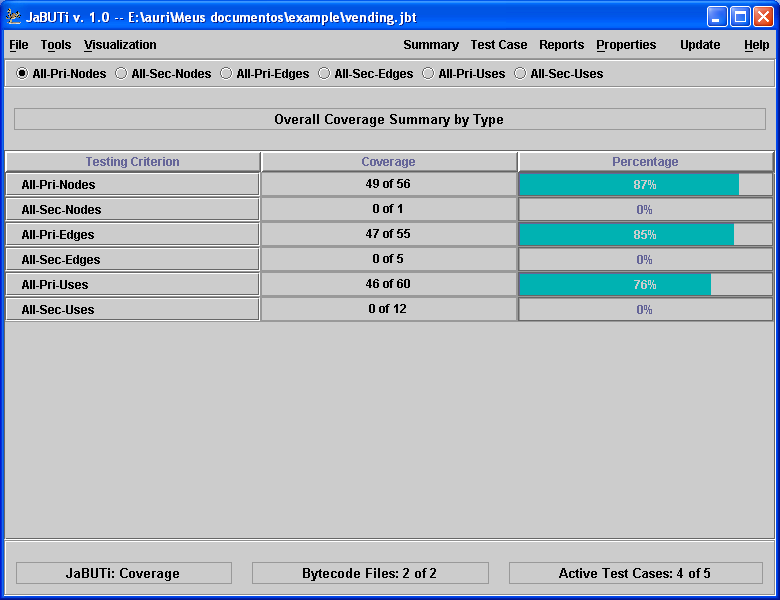 JaBUTi v. 1.0 -- E:\auri\Meus documentos\example\vending.jbt
File Tools Visualization Summary Test Case Reports Properties Update Help
All-Pri-Nodes All-Sec-Nodes All-Pri-Edges All-Sec-Edges All-Pri-Uses All-Sec-Uses
Overall Coverage Summary by Type
Testing Criterion Coverage Percentage
All-Pri-Nodes 49 of 56 87%
All-Sec-Nodes 0 of 1 0%
All-Pri-Edges 47 of 55 85%
All-Sec-Edges 0 of 5 0%
All-Pri-Uses 46 of 60 76%
All-Sec-Uses 0 of 12 0%
JaBUTi: Coverage Bytecode Files: 2 of 2 Active Test Cases: 4 of 5